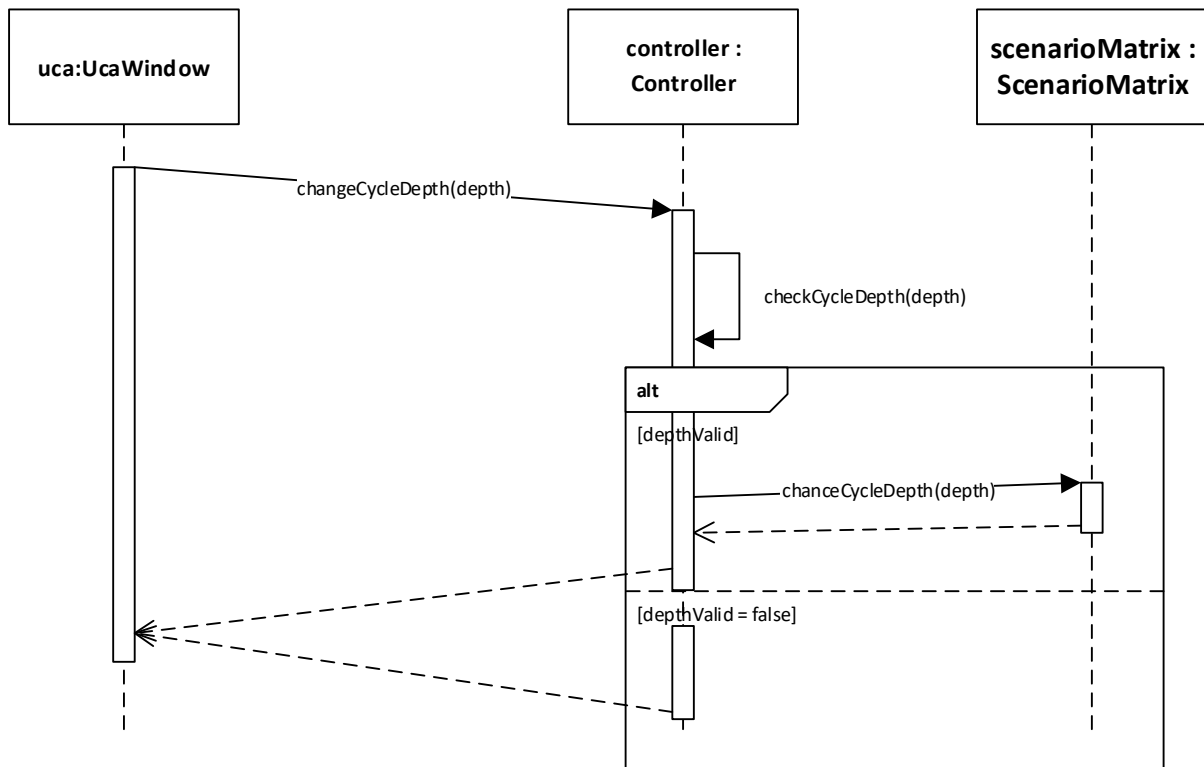 uca:UcaWindow
controller :
Controller
scenarioMatrix :
ScenarioMatrix
changeCycleDepth(depth)
checkCycleDepth(depth)
alt
[depthValid]
chanceCycleDepth(depth)
[depthValid = false]